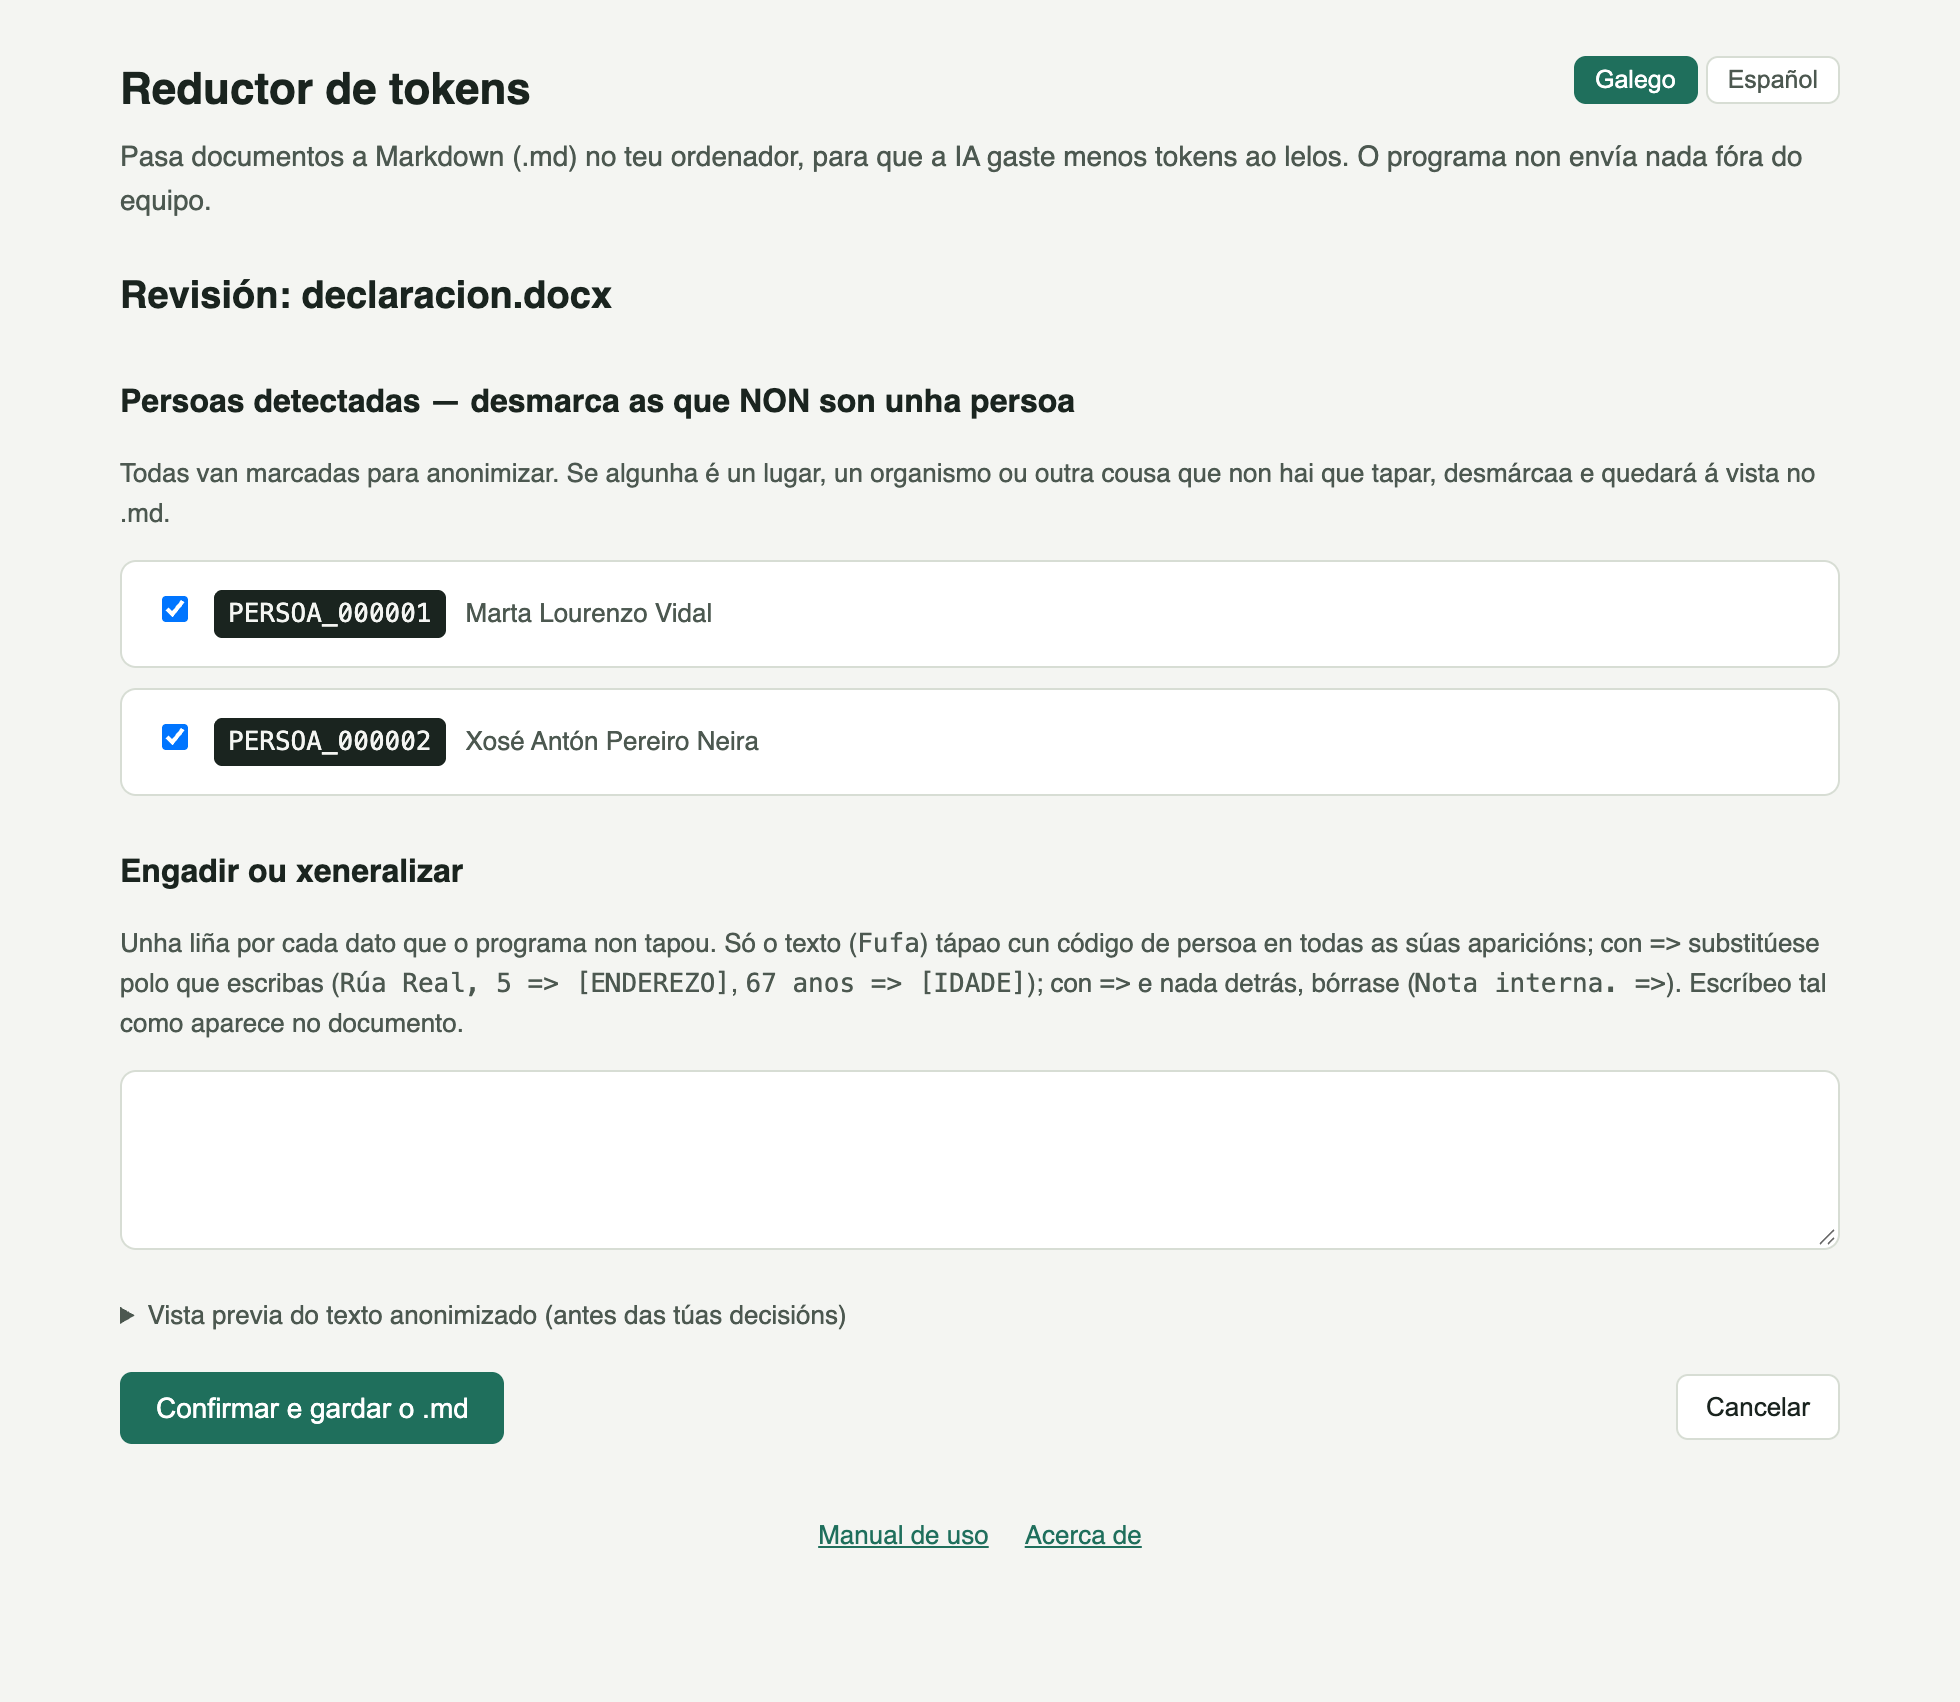 Reductor de tokens
Galego
Español
Pasa documentos a Markdown (.md) no teu ordenador, para que a IA gaste menos tokens ao lelos. O programa non envía nada fóra do
equipo.
Revisión: declaracion.docx
Persoas detectadas — desmarca as que NON son unha persoa
Todas van marcadas para anonimizar. Se algunha é un lugar, un organismo ou outra cousa que non hai que tapar, desmárcaa e quedará á vista no
.md.
PERSOA_000001 Marta Lourenzo Vidal
PERSOA_000002 Xosé Antón Pereiro Neira
Engadir ou xeneralizar
Unha liña por cada dato que o programa non tapou. Só o texto (Fufa) tápao cun código de persoa en todas as súas aparicións; con => substitúese
polo que escribas (Rúa Real, 5 => [ENDEREZO], 67 anos => [IDADE]); con => e nada detrás, bórrase (Nota interna. =>). Escríbeo tal
como aparece no documento.
Vista previa do texto anonimizado (antes das túas decisións)
Confirmar e gardar o .md
Cancelar
Manual de uso
Acerca de